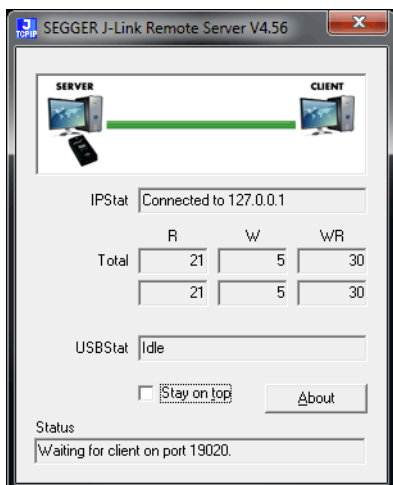 J
TCPIP
SEGGER J-Link Remote Server V4.56
SERVER
CLIENT
IPStat Connected to 127.0.0.1
R W WR
Total 21 5 30
21 5 30
USBStat Idle
Stay on top
About
Status
Waiting for client on port 19020.